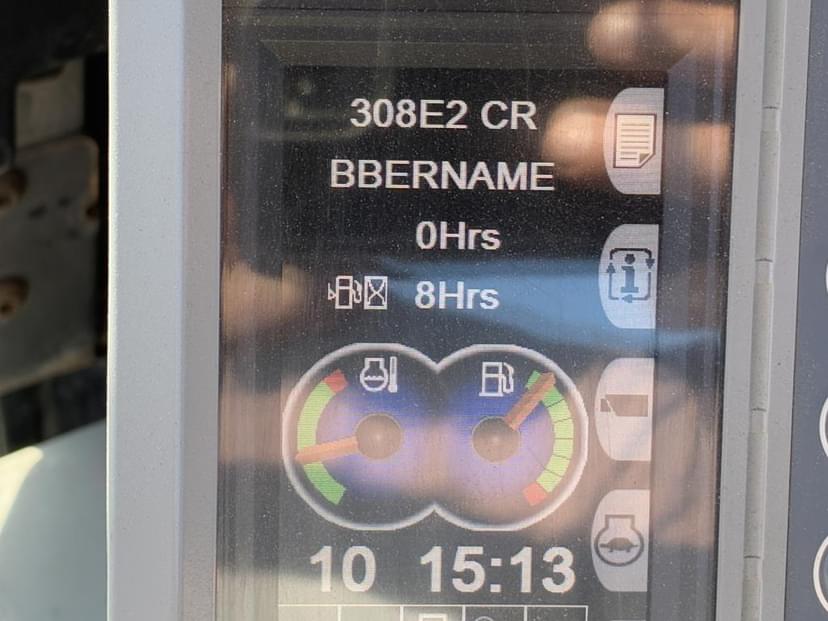 308E2 CR
BBERNAME
0Hrs
8Hrs
10 15:13